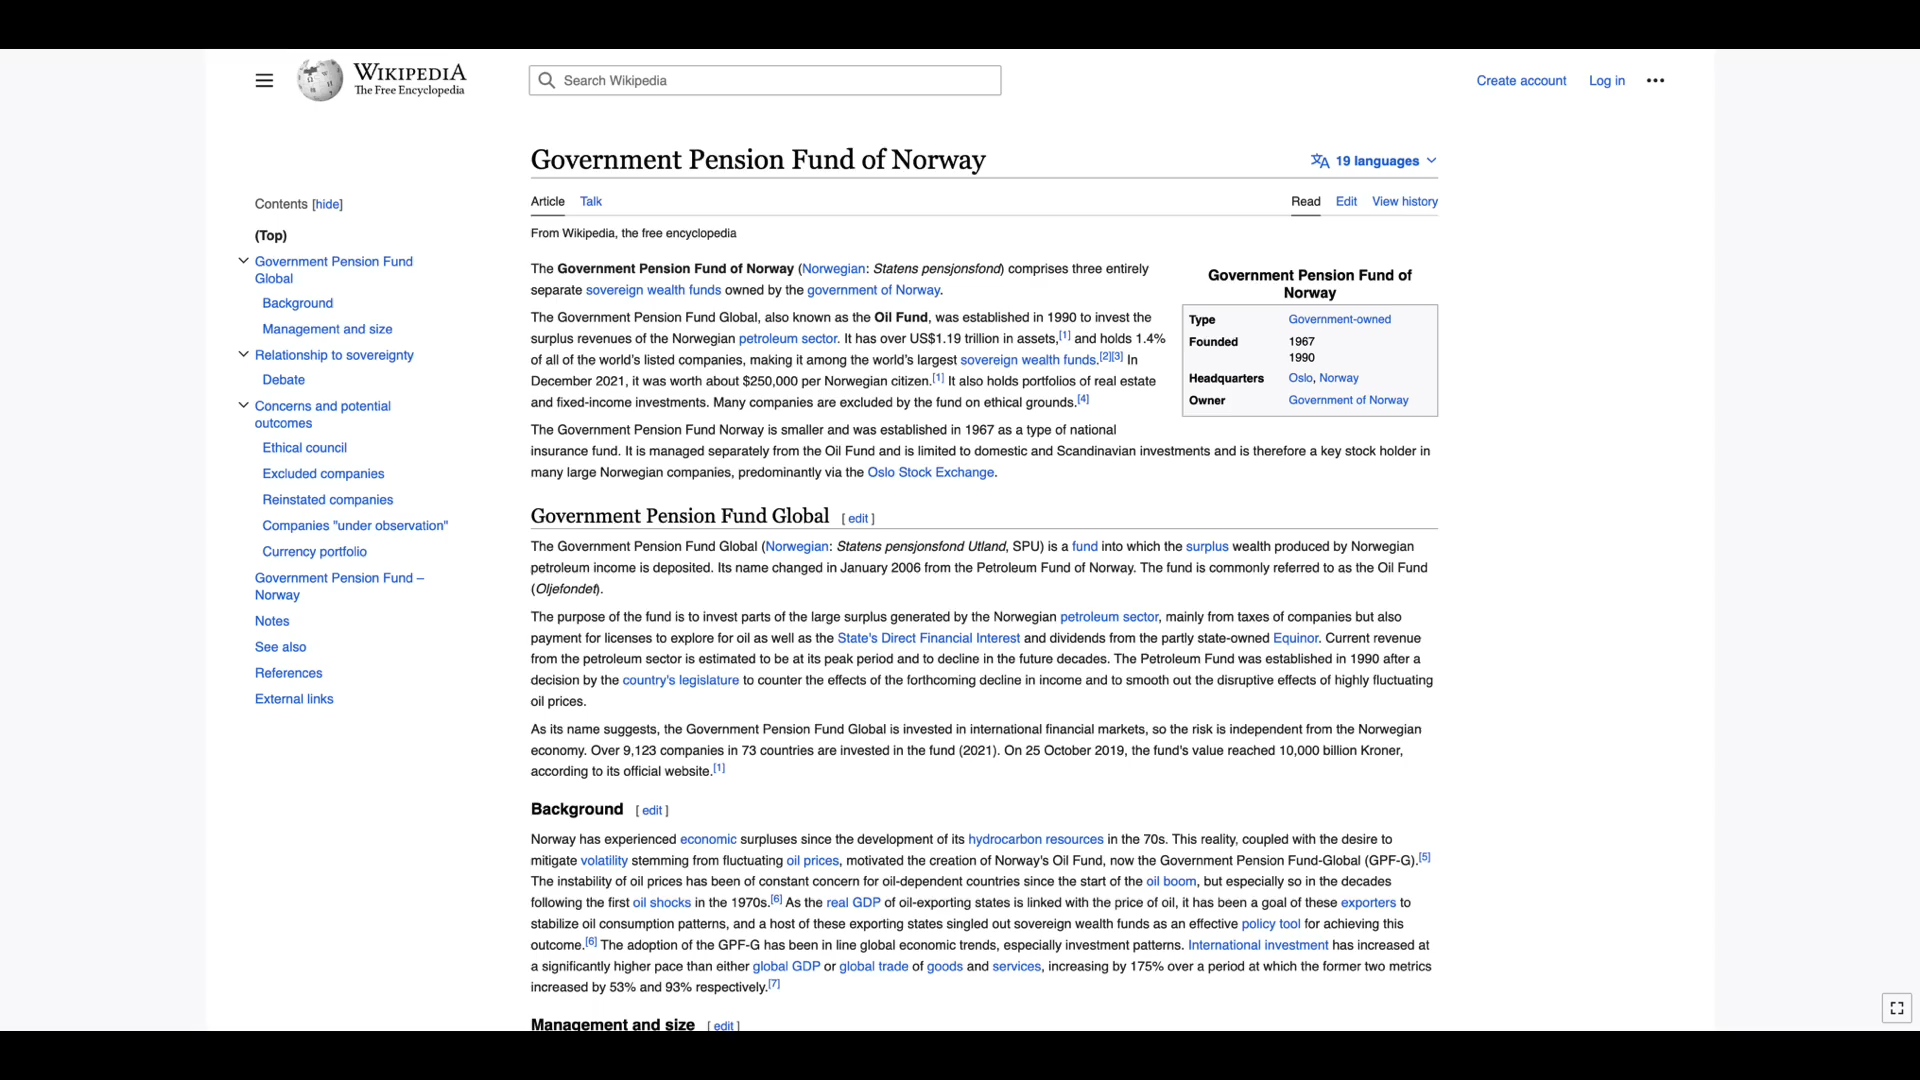 WIKIPEDIA
The Free Encyclopedia
Search Wikipedia
Create account
Log in
Government Pension Fund of Norway
19 languages
Contents [hide]
(Top)
Government Pension Fund
Global
Background
Management and size
Relationship to sovereignty
Debate
Concerns and potential
outcomes
Ethical council
Excluded companies
Reinstated companies
Companies "under observation"
Currency portfolio
Government Pension Fund –
Norway
Notes
See also
References
External links
Article Talk
Read Edit View history
From Wikipedia, the free encyclopedia
The Government Pension Fund of Norway (Norwegian: Statens pensjonsfond) comprises three entirely
separate sovereign wealth funds owned by the government of Norway.
The Government Pension Fund Global, also known as the Oil Fund, was established in 1990 to invest the
surplus revenues of the Norwegian petroleum sector. It has over US$1.19 trillion in assets,[1] and holds 1.4%
of all of the world's listed companies, making it among the world's largest sovereign wealth funds.[2][3] In
December 2021, it was worth about $250,000 per Norwegian citizen.[1] It also holds portfolios of real estate
and fixed-income investments. Many companies are excluded by the fund on ethical grounds.[4]
The Government Pension Fund Norway is smaller and was established in 1967 as a type of national
insurance fund. It is managed separately from the Oil Fund and is limited to domestic and Scandinavian investments and is therefore a key stock holder in
many large Norwegian companies, predominantly via the Oslo Stock Exchange.
Government Pension Fund of
Norway
Type Government-owned
Founded 1967
1990
Headquarters Oslo, Norway
Owner Government of Norway
Government Pension Fund Global [ edit ]
The Government Pension Fund Global (Norwegian: Statens pensjonsfond Utland, SPU) is a fund into which the surplus wealth produced by Norwegian
petroleum income is deposited. Its name changed in January 2006 from the Petroleum Fund of Norway. The fund is commonly referred to as the Oil Fund
(Oljefondet).
The purpose of the fund is to invest parts of the large surplus generated by the Norwegian petroleum sector, mainly from taxes of companies but also
payment for licenses to explore for oil as well as the State's Direct Financial Interest and dividends from the partly state-owned Equinor. Current revenue
from the petroleum sector is estimated to be at its peak period and to decline in the future decades. The Petroleum Fund was established in 1990 after a
decision by the country's legislature to counter the effects of the forthcoming decline in income and to smooth out the disruptive effects of highly fluctuating
oil prices.
As its name suggests, the Government Pension Fund Global is invested in international financial markets, so the risk is independent from the Norwegian
economy. Over 9,123 companies in 73 countries are invested in the fund (2021). On 25 October 2019, the fund's value reached 10,000 billion Kroner,
according to its official website.[1]
Background [ edit ]
Norway has experienced economic surpluses since the development of its hydrocarbon resources in the 70s. This reality, coupled with the desire to
mitigate volatility stemming from fluctuating oil prices, motivated the creation of Norway's Oil Fund, now the Government Pension Fund-Global (GPF-G).[5]
The instability of oil prices has been of constant concern for oil-dependent countries since the start of the oil boom, but especially so in the decades
following the first oil shocks in the 1970s.[6] As the real GDP of oil-exporting states is linked with the price of oil, it has been a goal of these exporters to
stabilize oil consumption patterns, and a host of these exporting states singled out sovereign wealth funds as an effective policy tool for achieving this
outcome.[6] The adoption of the GPF-G has been in line global economic trends, especially investment patterns. International investment has increased at
a significantly higher pace than either global GDP or global trade of goods and services, increasing by 175% over a period at which the former two metrics
increased by 53% and 93% respectively.[7]
Management and size [ edit ]